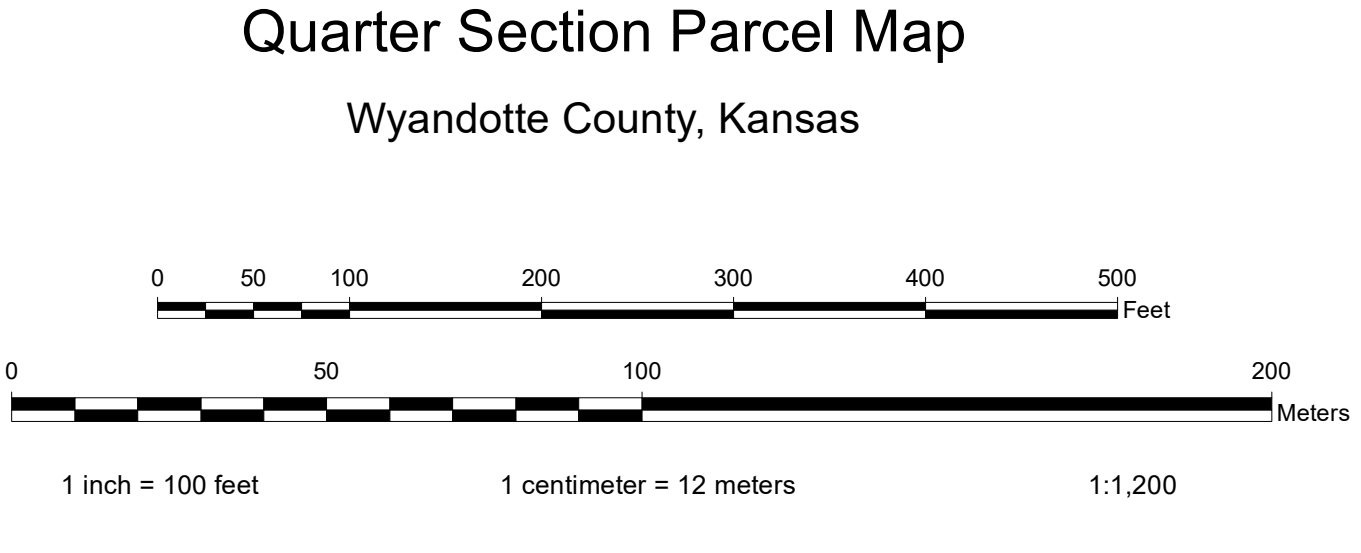 Quarter Section Parcel Map
Wyandotte County, Kansas
0 50 100 200 300 400 500
Feet
0 50 100 200
Meters
1 inch = 100 feet 1 centimeter = 12 meters 1:1,200